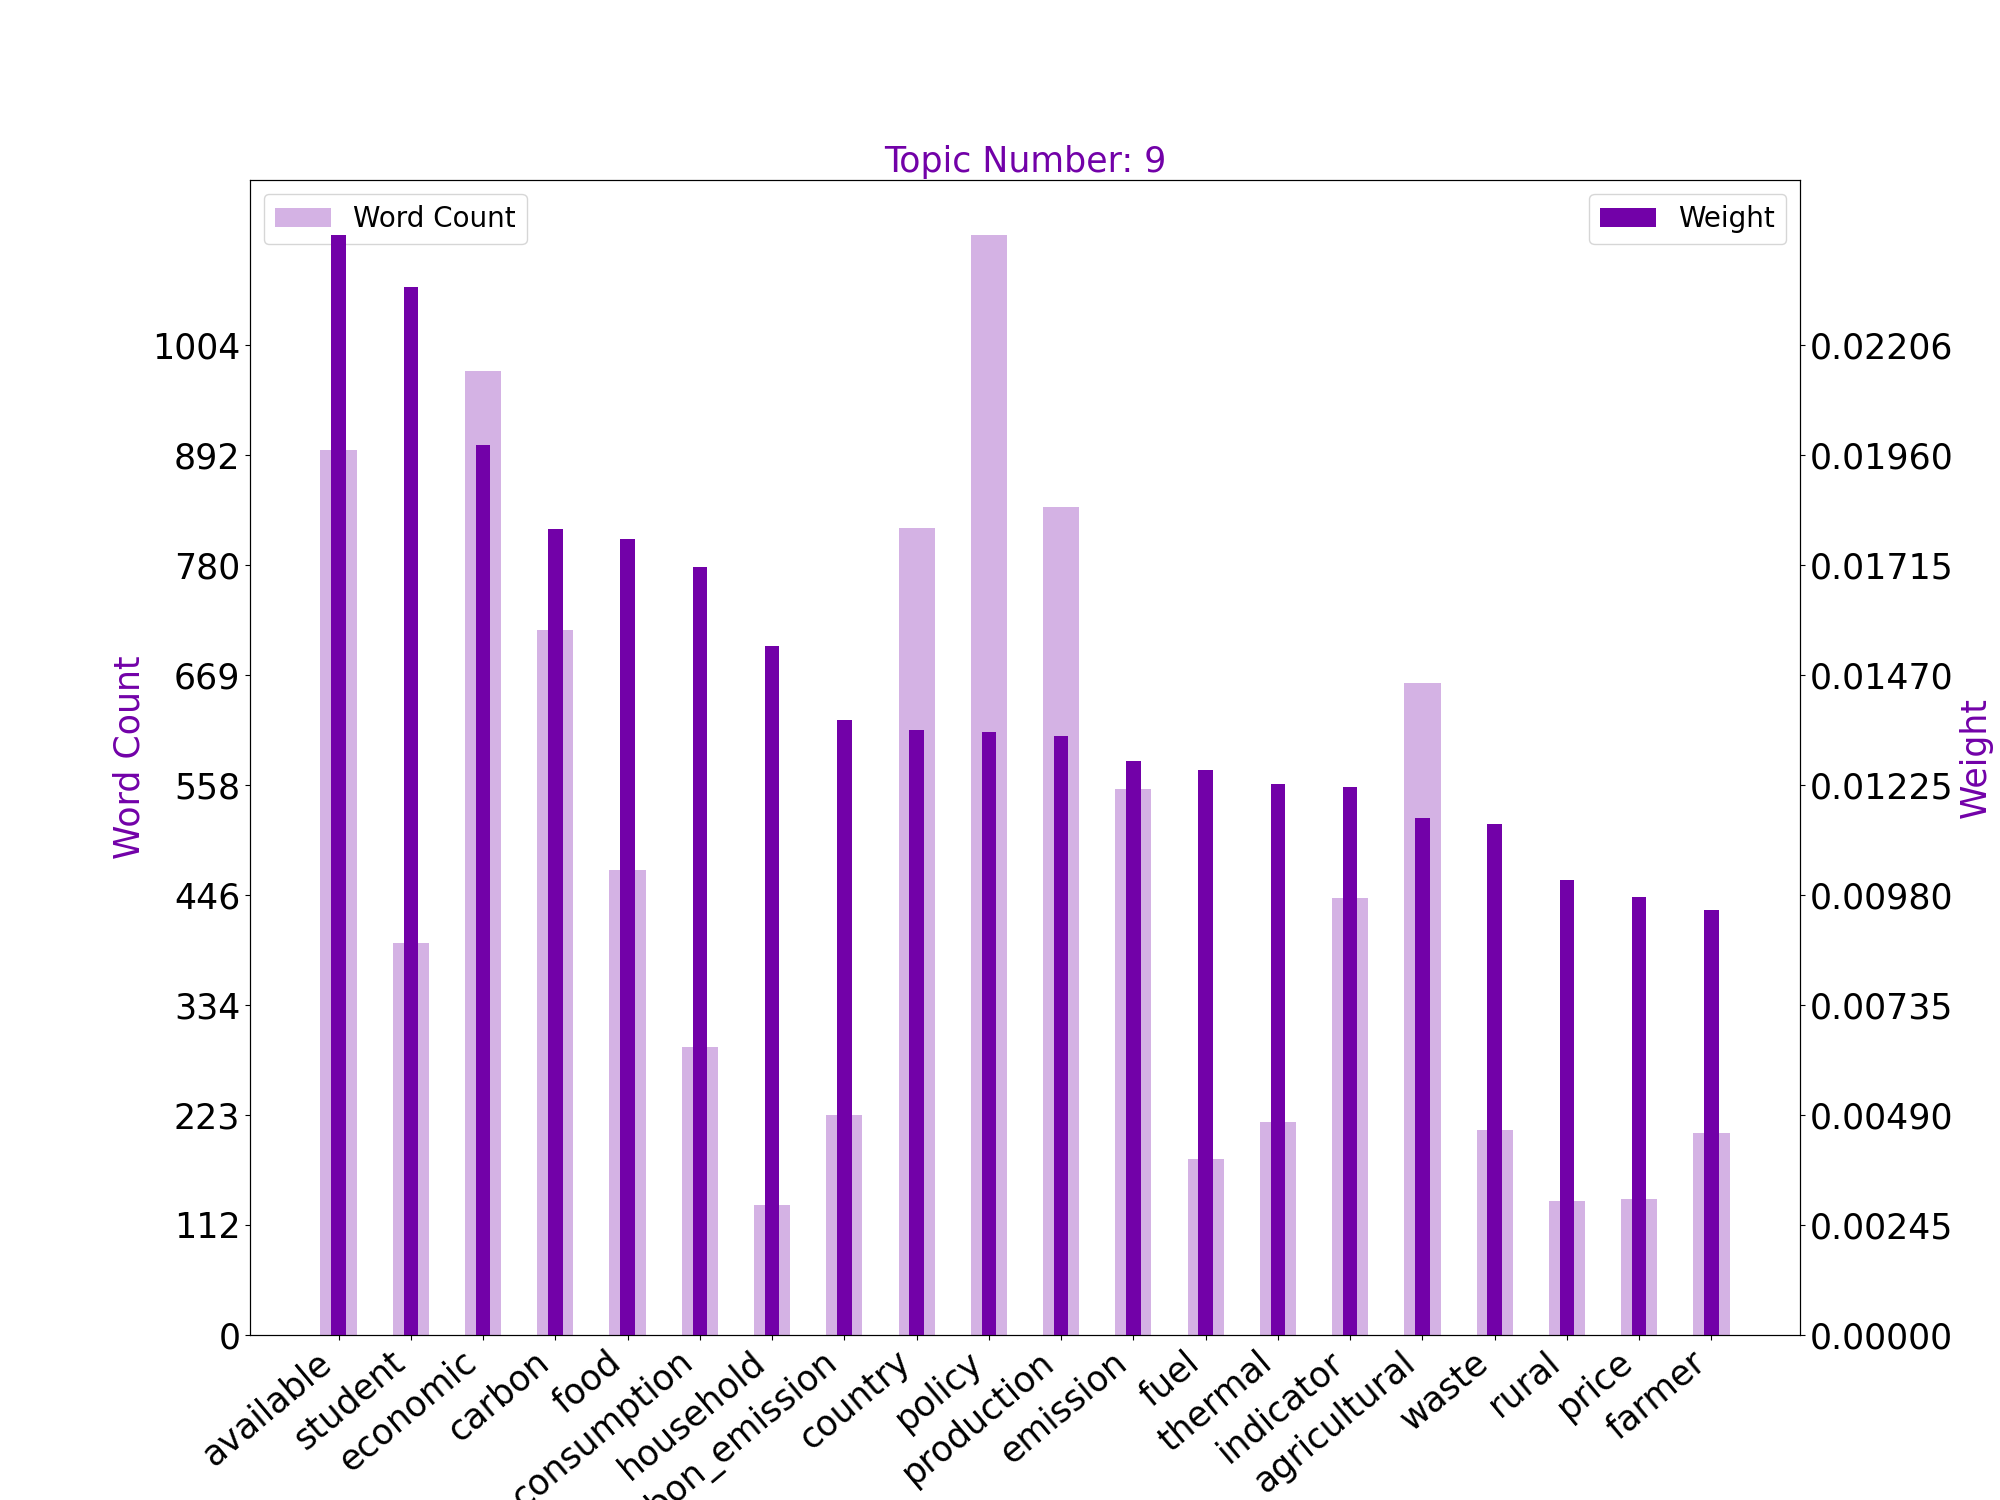 Topic Number: 9
Word Count
Weight
1004
892
780
669
558
446
334
223
112
0
Word Count
0.02206
0.01960
0.01715
0.01470
0.01225
0.00980
0.00735
0.00490
0.00245
0.00000
Weight
available
student
economic
carbon
food
consumption
household
bon_emission
country
policy
production
emission
fuel
thermal
indicator
agricultural
waste
rural
price
farmer